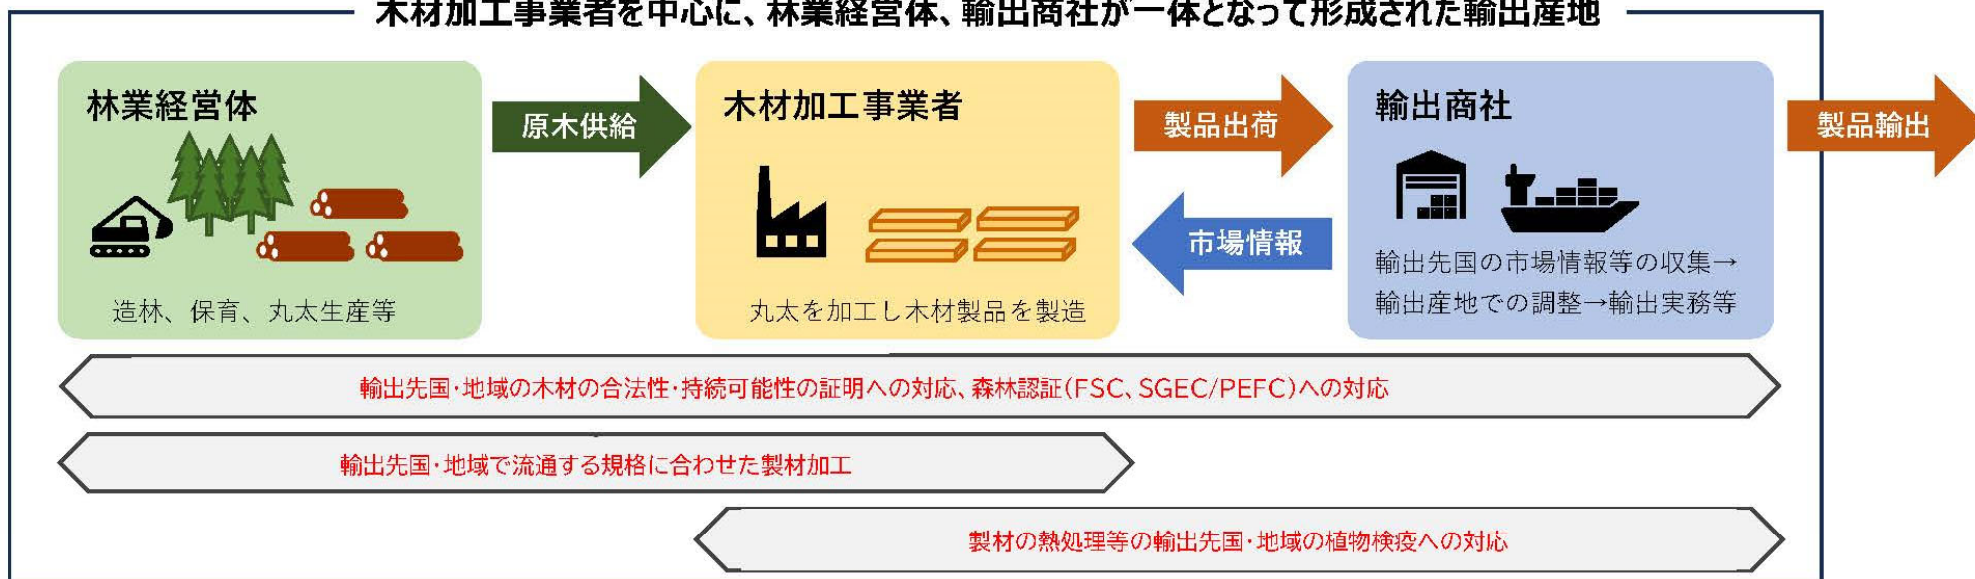 木材加工事業者を中心に、林業経営体、輸出商社が一体となって形成された輸出産地
林業経営体
造林、保育、丸太生産等
原木供給
木材加工事業者
丸太を加工し木材製品を製造
製品出荷
市場情報
輸出商社
輸出先国の市場情報等の収集→
輸出産地での調整→輸出実務等
製品輸出
輸出先国・地域の木材の合法性・持続可能性の証明への対応、森林認証(FSC、SGEC/PEFC)への対応
輸出先国・地域で流通する規格に合わせた製材加工
製材の熱処理等の輸出先国・地域の植物検疫への対応